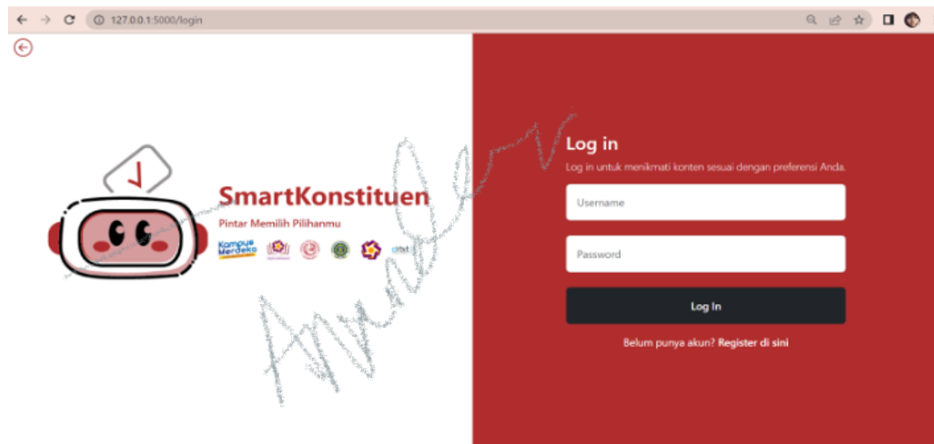 127.0.0.1:5000/login
SmartKonstituen
Pintar Memilih Pilihanmu
Kampus
Merdeka
Log in
Log in untuk menikmati konten sesuai dengan preferensi Anda.
Username
Password
Log In
Belum punya akun? Register di sini